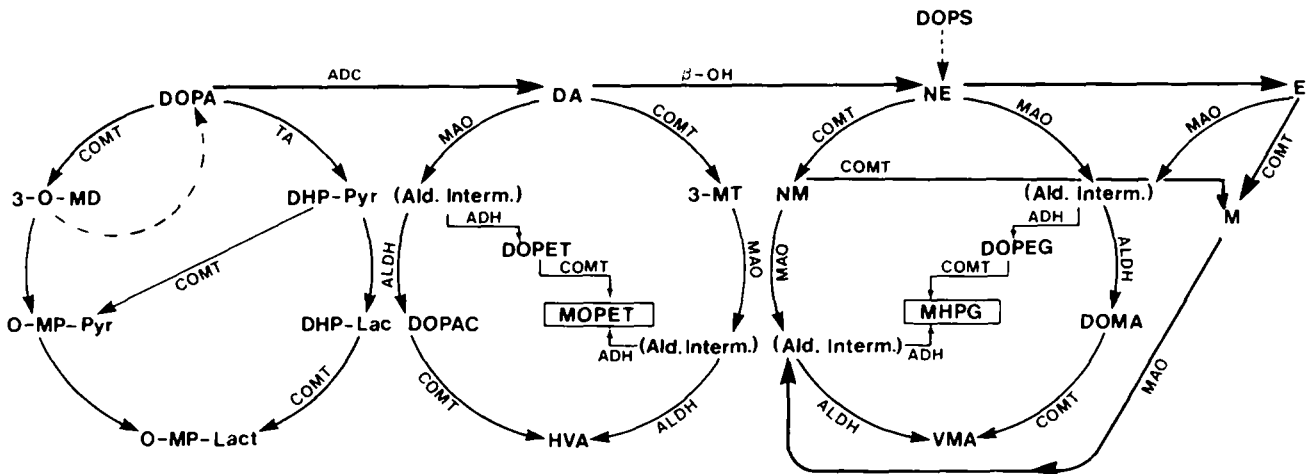 DOPS
ADC
β-OH
DOPA
DA
NE
E
COMT
TA
MAO
COMT
COMT
MAO
MAO
COMT
3-O-MD
DHP-Pyr
(Ald. Interm.)
3-MT
NM
COMT
(Ald. Interm.)
M
ADH
ADH
DOPET
DOPEG
COMT
ALDH
COMT
MAO
MAO
COMT
ALDH
O-MP-Pyr
DHP-Lac
DOPAC
MOPET
MHPG
DOMA
ADH
(Ald. Interm.)
(Ald. Interm.)
ADH
MAO
COMT
COMT
ALDH
ALDH
COMT
O-MP-Lact
HVA
VMA